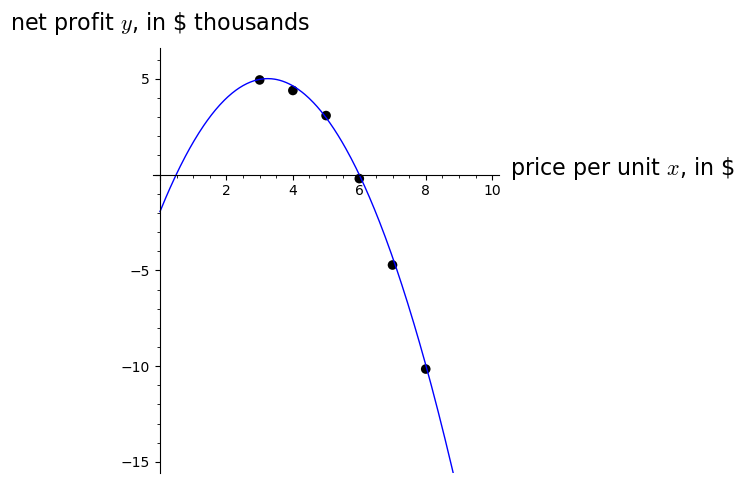 net profit y, in $ thousands
5
price per unit x, in $
2 4 6 8 10
−5
−10
−15